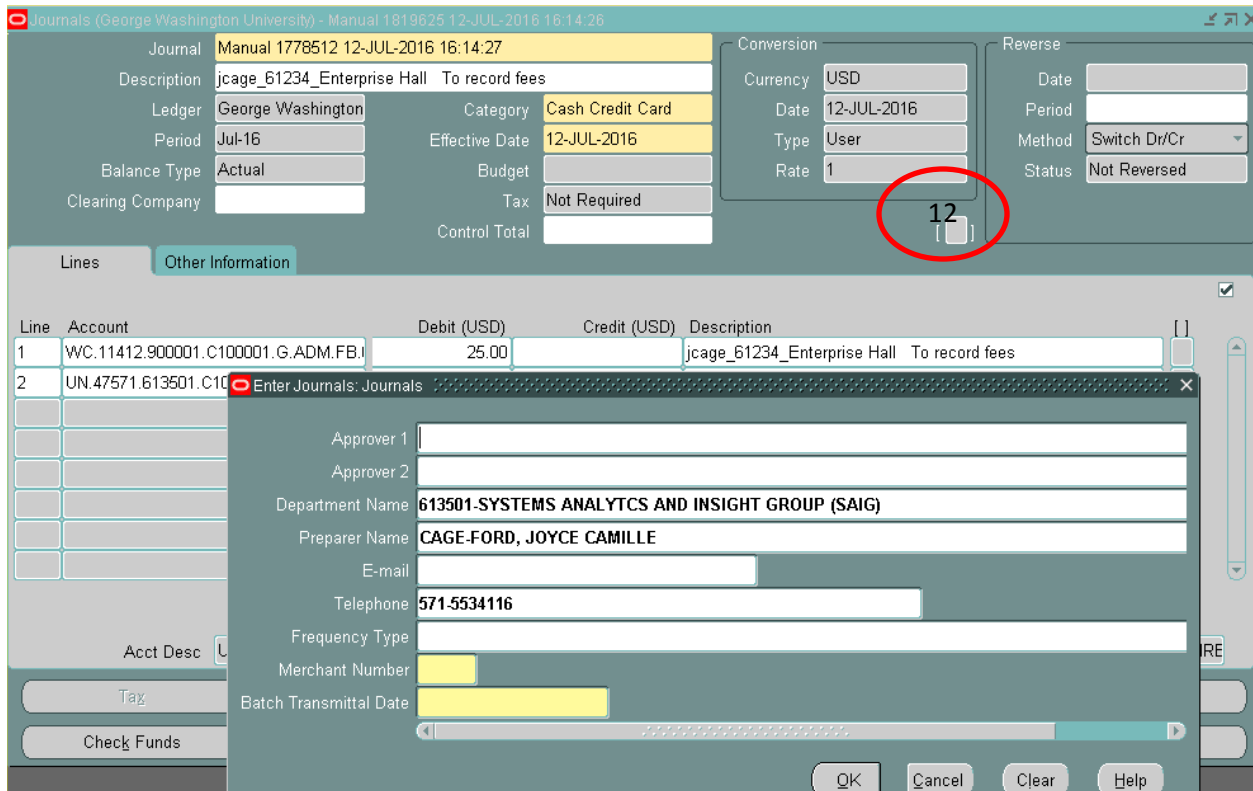 Journals (George Washington University) - Manual 1819625 12-JUL-2016 16:14:26
Journal Manual 1778512 12-JUL-2016 16:14:27
Description jcage_61234_Enterprise Hall To record fees
Ledger George Washington Category Cash Credit Card
Period Jul-16 Effective Date 12-JUL-2016
Balance Type Actual Budget
Clearing Company Tax Not Required
Control Total
Conversion
Currency USD
Date 12-JUL-2016
Type User
Rate 1
12
[ ]
Reverse
Date
Period
Method Switch Dr/Cr
Status Not Reversed
Lines Other Information
Line Account Debit (USD) Credit (USD) Description [ ]
1 WC.11412.900001.C100001.G.ADM.FB. 25.00 jcage_61234_Enterprise Hall To record fees
2 UN.47571.613501.C10
Enter Journals: Journals
Approver 1
Approver 2
Department Name 613501-SYSTEMS ANALYTCS AND INSIGHT GROUP (SAIG)
Preparer Name CAGE-FORD, JOYCE CAMILLE
E-mail
Telephone 571-5534116
Frequency Type
Merchant Number
Batch Transmittal Date
OK Cancel Clear Help
Acct Desc U IRE
Tax
Check Funds